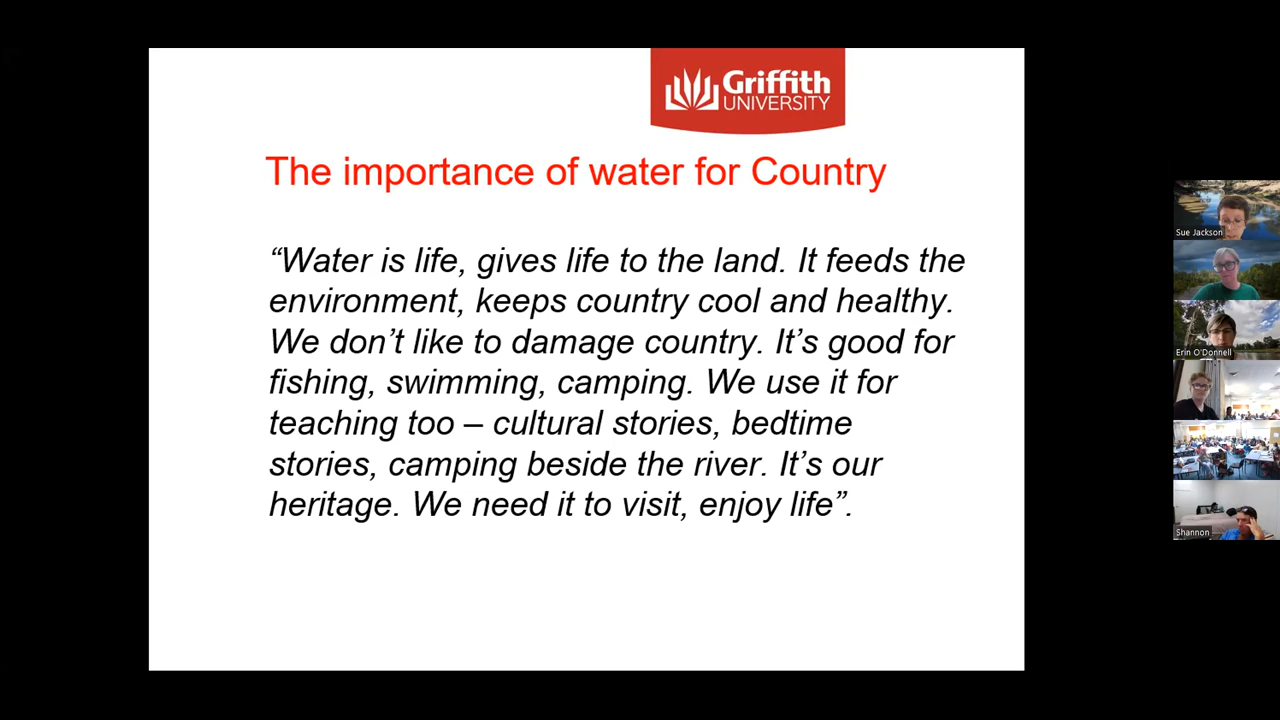 Griffith
UNIVERSITY
The importance of water for Country
“Water is life, gives life to the land. It feeds the
environment, keeps country cool and healthy.
We don’t like to damage country. It’s good for
fishing, swimming, camping. We use it for
teaching too – cultural stories, bedtime
stories, camping beside the river. It’s our
heritage. We need it to visit, enjoy life”.
Sue Jackson
Erin O'Donnell
Shannon